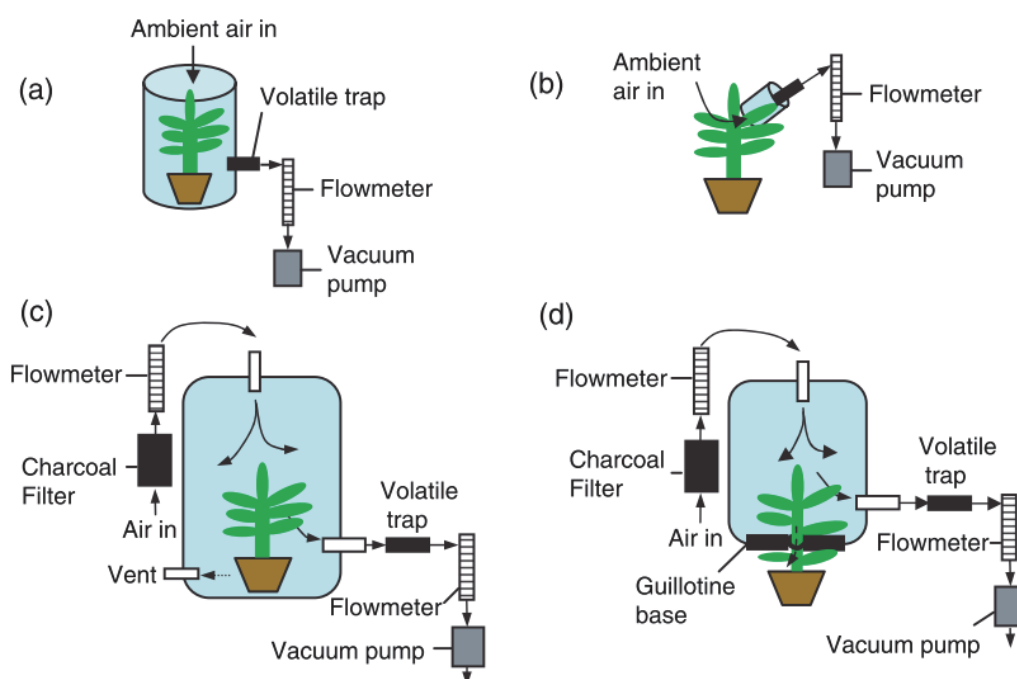 (a)
Ambient air in
Volatile trap
Flowmeter
Vacuum
pump
(b)
Ambient
air in
Flowmeter
Vacuum
pump
(c)
Flowmeter
Charcoal
Filter
Air in
Vent
Volatile
trap
Flowmeter
Vacuum pump
(d)
Flowmeter
Charcoal
Filter
Air in
Guillotine
base
Volatile
trap
Flowmeter
Vacuum pump